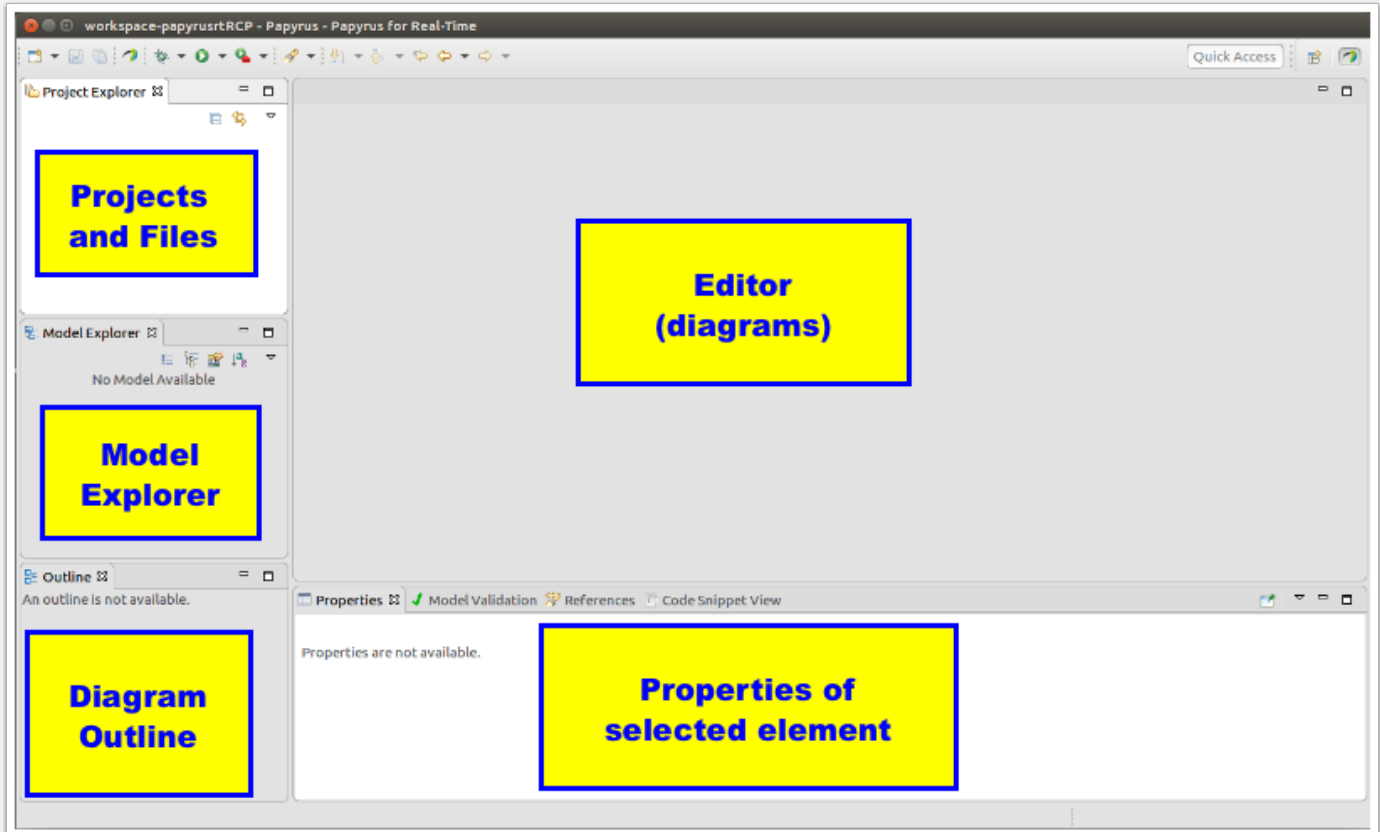 workspace-papyrusrtRCP - Papyrus - Papyrus for Real-Time
Quick Access
Project Explorer
Projects
and Files
Editor
(diagrams)
Model Explorer
No Model Available
Model
Explorer
Outline
An outline is not available.
Diagram
Outline
Properties Model Validation References Code Snippet View
Properties are not available.
Properties of
selected element